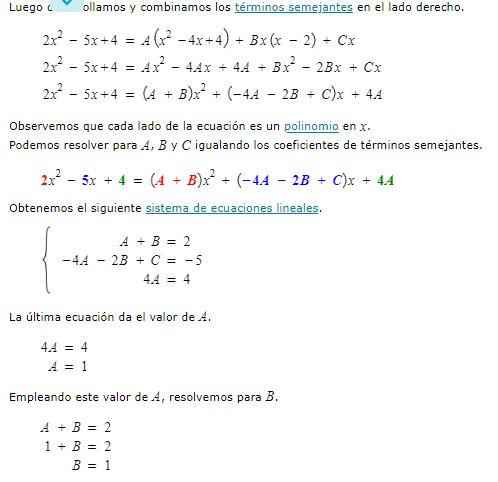 Luego ollamos y combinamos los términos semejantes en el lado derecho.
2x² − 5x+4 = A(x² −4x+4) + Bx(x − 2) + Cx
2x² − 5x+4 = Ax² − 4Ax + 4A + Bx² − 2Bx + Cx
2x² − 5x+4 = (A + B)x² + (−4A − 2B + C)x + 4A
Observemos que cada lado de la ecuación es un polinomio en x.
Podemos resolver para A, B y C igualando los coeficientes de términos semejantes.
2x² − 5x + 4 = (A + B)x² + (−4A − 2B + C)x + 4A
Obtenemos el siguiente sistema de ecuaciones lineales.
A + B = 2
−4A − 2B + C = −5
4A = 4
La última ecuación da el valor de A.
4A = 4
A = 1
Empleando este valor de A, resolvemos para B.
A + B = 2
1 + B = 2
B = 1